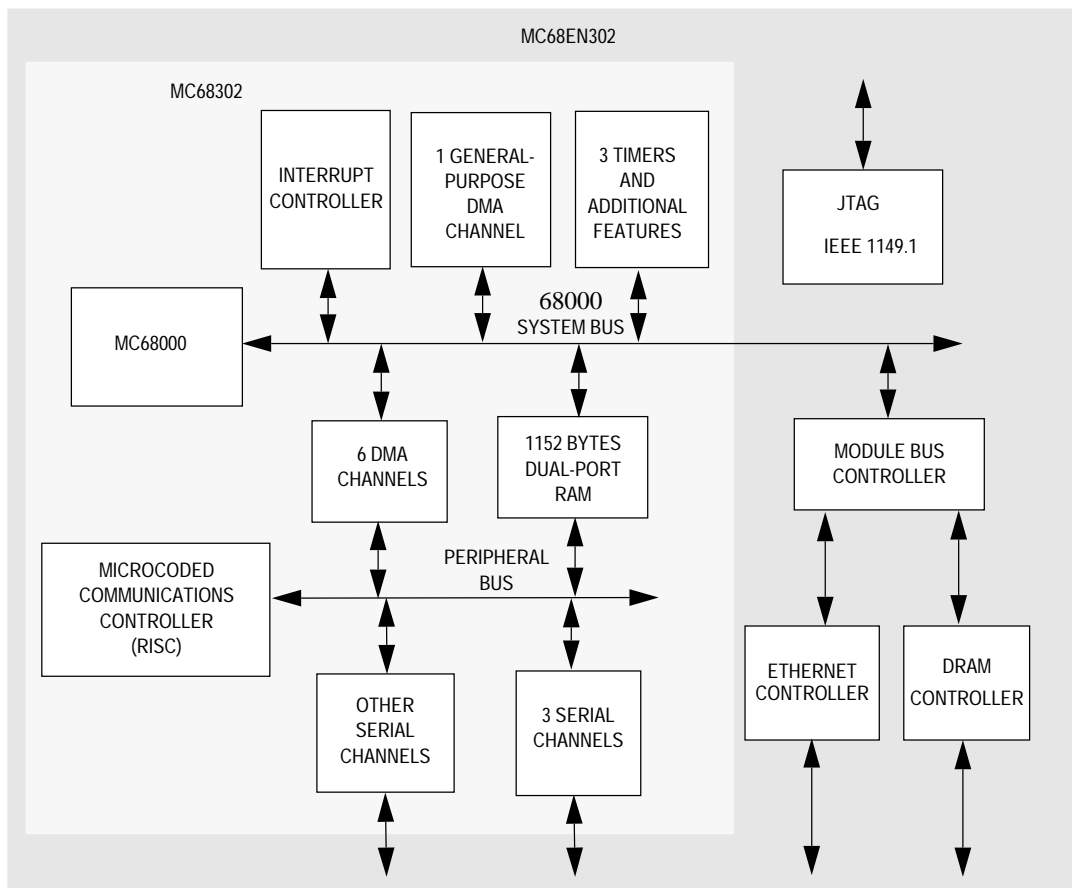 MC68EN302
MC68302
INTERRUPT
CONTROLLER
1 GENERAL-
PURPOSE
DMA
CHANNEL
3 TIMERS
AND
ADDITIONAL
FEATURES
JTAG
IEEE 1149.1
68000
SYSTEM BUS
MC68000
6 DMA
CHANNELS
1152 BYTES
DUAL-PORT
RAM
MODULE BUS
CONTROLLER
PERIPHERAL
BUS
MICROCODED
COMMUNICATIONS
CONTROLLER
(RISC)
OTHER
SERIAL
CHANNELS
3 SERIAL
CHANNELS
ETHERNET
CONTROLLER
DRAM
CONTROLLER